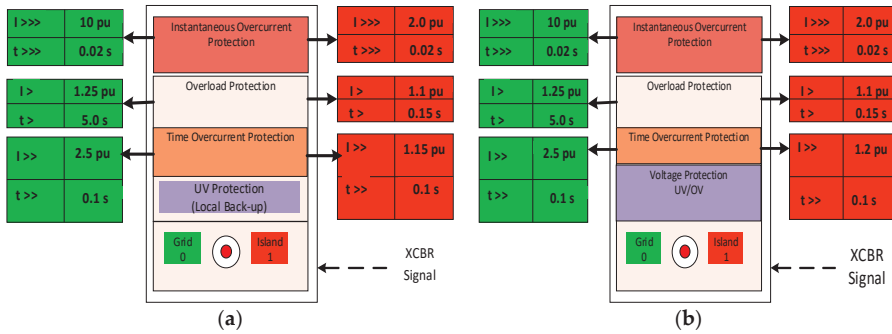 I >>> 10 pu
t >>> 0.02 s
I > 1.25 pu
t > 5.0 s
I >> 2.5 pu
t >> 0.1 s
Instantaneous Overcurrent
Protection
Overload Protection
Time Overcurrent Protection
UV Protection
(Local Back-up)
Grid
0
Island
1
I >>> 2.0 pu
t >>> 0.02 s
I > 1.1 pu
t > 0.15 s
I >> 1.15 pu
t >> 0.1 s
XCBR
Signal
(a)
I >>> 10 pu
t >>> 0.02 s
I > 1.25 pu
t > 5.0 s
I >> 2.5 pu
t >> 0.1 s
Instantaneous Overcurrent
Protection
Overload Protection
Time Overcurrent Protection
Voltage Protection
UV/OV
Grid
0
Island
1
I >>> 2.0 pu
t >>> 0.02 s
I > 1.1 pu
t > 0.15 s
I >> 1.2 pu
t >> 0.1 s
XCBR
Signal
(b)